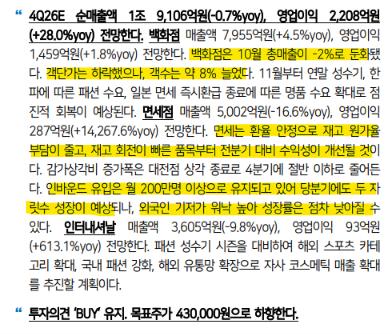 “ 4Q26E 순매출액 1조 9,106억원(-0.7%yoy), 영업이익 2,208억원
(+28.0%yoy) 전망한다. 백화점 매출액 7,955억원(+4.5%yoy), 영업이익
1,459억원(+1.8%yoy) 전망한다. 백화점은 10월 총매출이 -2%로 둔화됐
다. 객단가는 하락했으나, 객수는 약 8% 늘었다. 11월부터 연말 성수기, 한
파에 따른 패션 수요, 일본 면세 즉시환급 종료에 따른 명품 수요 확대로 점
진적 회복이 예상된다. 면세점 매출액 5,002억원(-16.6%yoy), 영업이익
287억원(+14,267.6%yoy) 전망한다. 면세는 환율 안정으로 재고 원가율
부담이 줄고, 재고 회전이 빠른 품목부터 전분기 대비 수익성이 개선될 것이
다. 감가상각비 증가폭은 대전점 상각 종료로 4분기에 절반 이하로 줄어든
다. 인바운드 유입은 월 200만명 이상으로 유지되고 있어 당분기에도 두 자
릿수 성장이 예상되나, 외국인 기저가 워낙 높아 성장률은 점차 낮아질 수
있다. 인터내셔날 매출액 3,605억원(-9.8%yoy), 영업이익 93억원
(+613.1%yoy) 전망한다. 패션 성수기 시즌을 대비하여 해외 스포츠 카테
고리 확대, 국내 패션 강화, 해외 유통망 확장으로 자사 코스메틱 매출 확대
를 추진할 계획이다.
“ 투자의견 ‘BUY’ 유지. 목표주가 430,000원으로 하향한다.